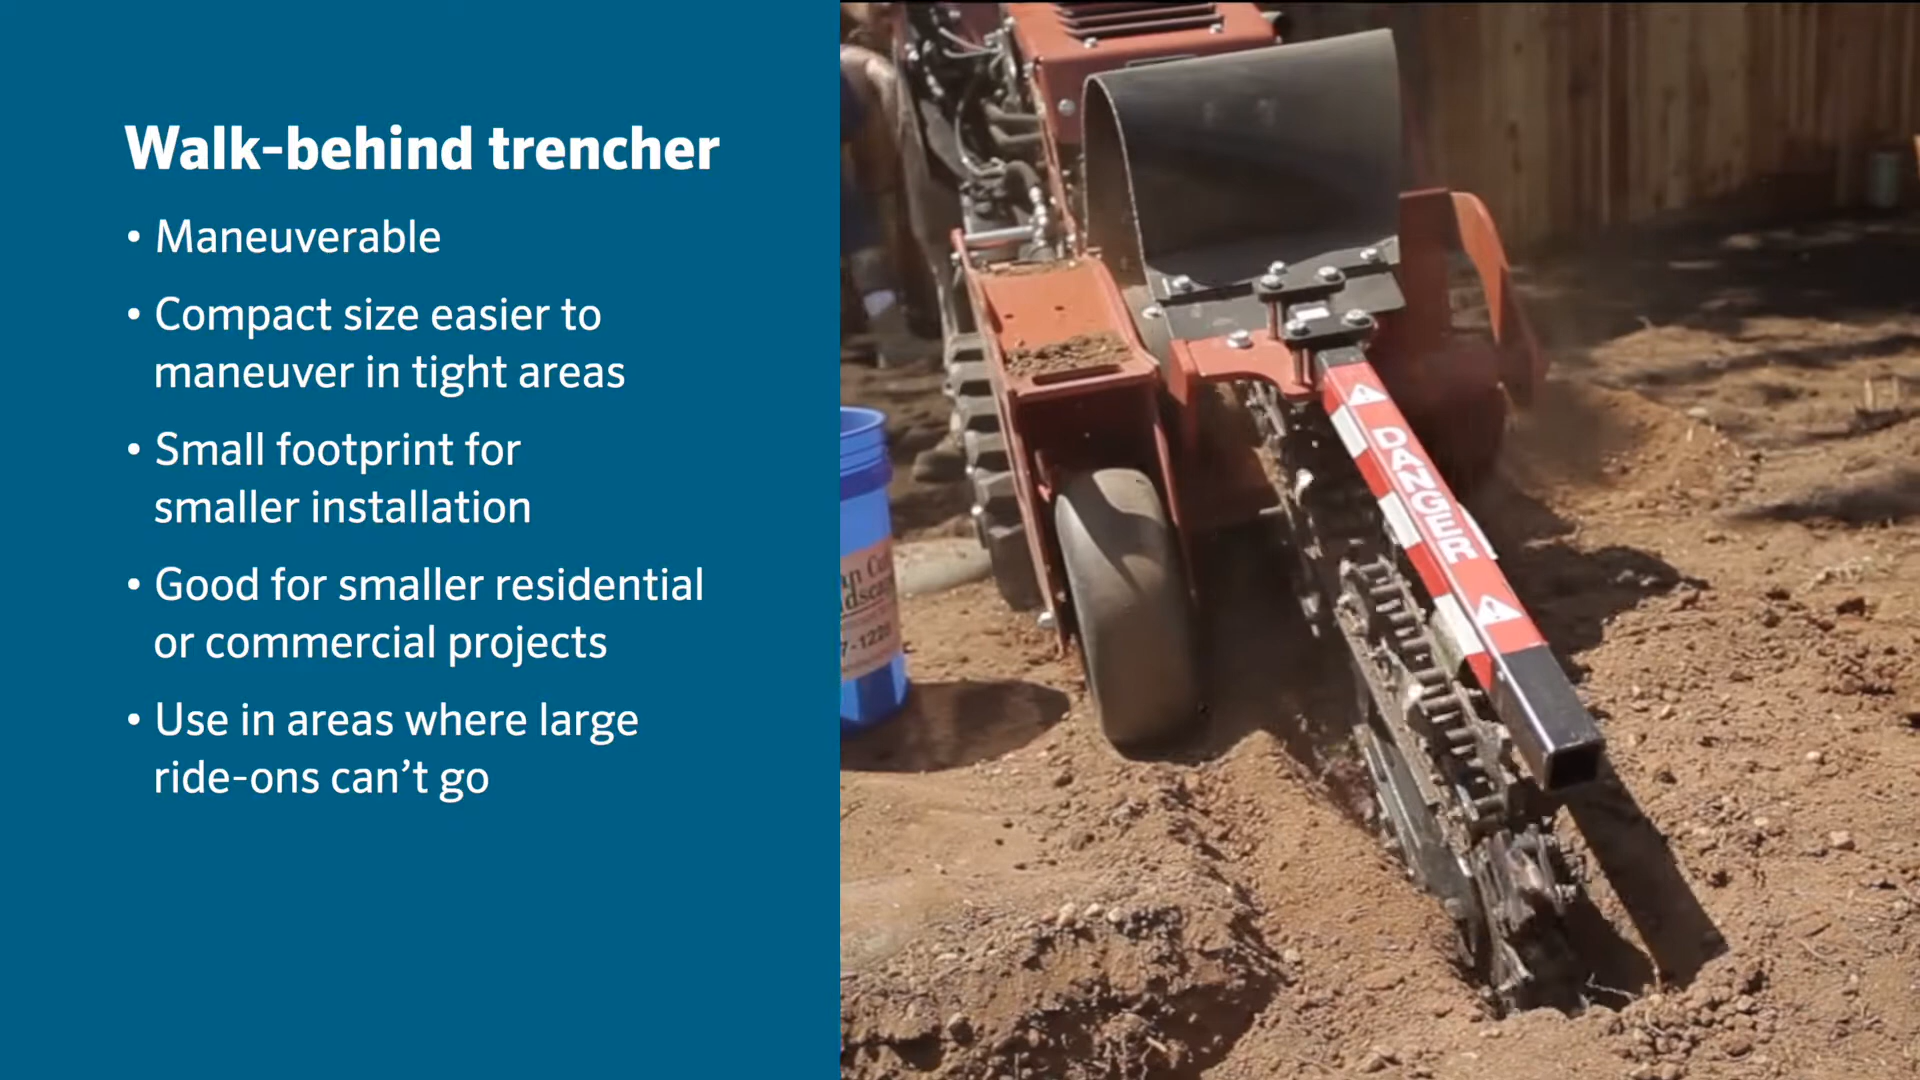 Walk-behind trencher
• Maneuverable
• Compact size easier to
maneuver in tight areas
• Small footprint for
smaller installation
• Good for smaller residential
or commercial projects
• Use in areas where large
ride-ons can’t go
DANGER